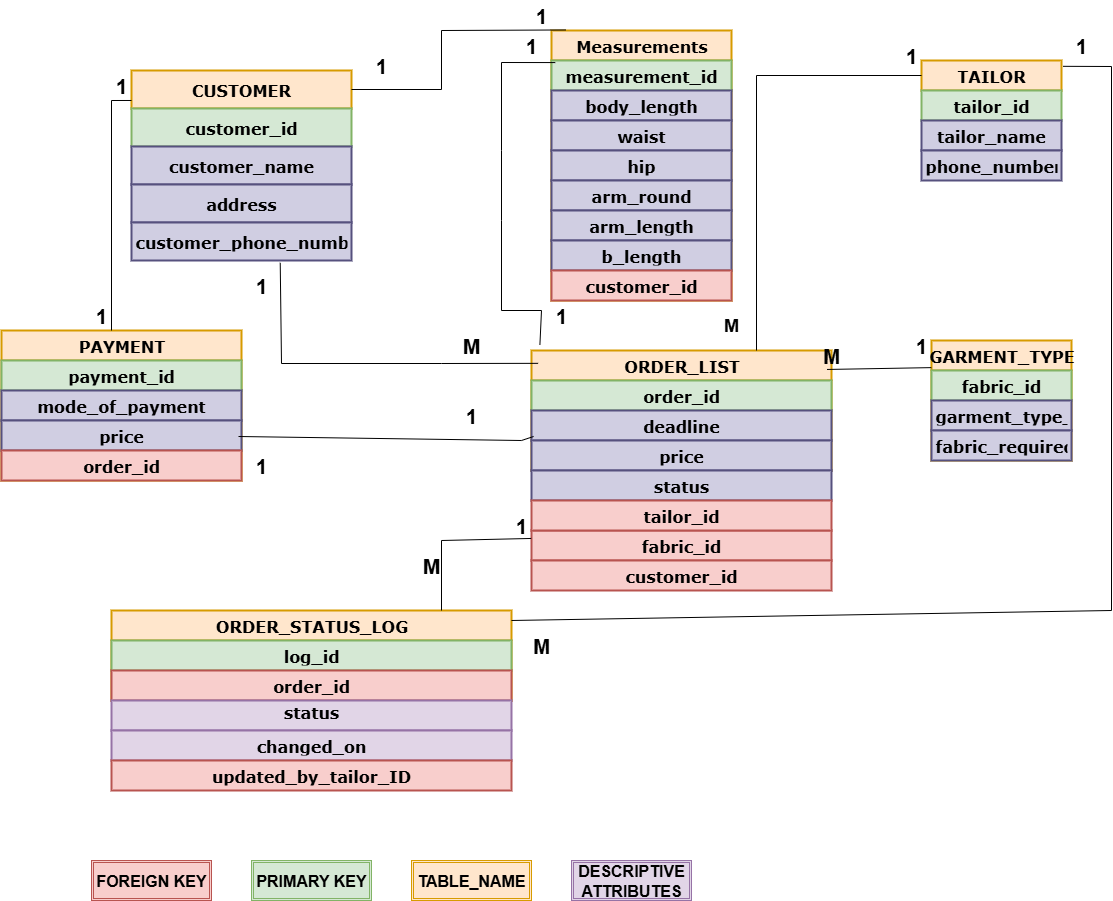 1
1
1
1
Measurements
measurement_id
body_length
waist
hip
arm_round
arm_length
b_length
customer_id
1
TAILOR
tailor_id
tailor_name
phone_number
1
CUSTOMER
customer_id
customer_name
address
customer_phone_numb
1
1
1
M
1
M
PAYMENT
payment_id
mode_of_payment
price
order_id
1
1
ORDER_LIST
order_id
deadline
price
status
tailor_id
fabric_id
customer_id
M
1
GARMENT_TYPE
fabric_id
garment_type_
fabric_required
1
M
ORDER_STATUS_LOG
log_id
order_id
status
changed_on
updated_by_tailor_ID
M
FOREIGN KEY
PRIMARY KEY
TABLE_NAME
DESCRIPTIVE
ATTRIBUTES